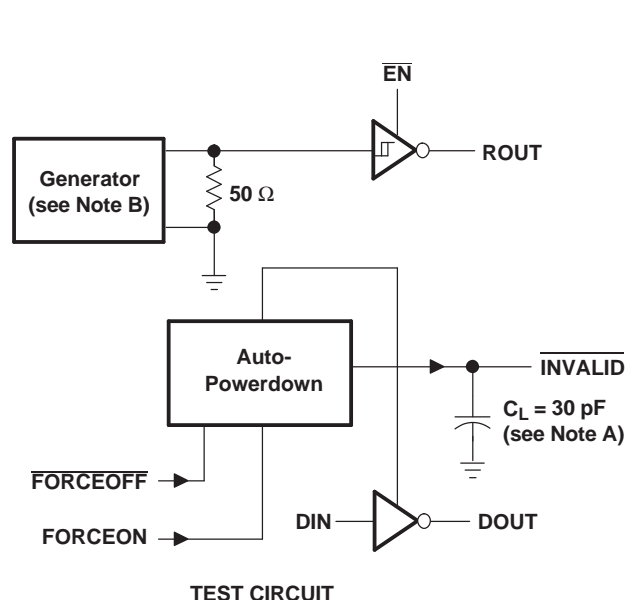 EN
Generator
(see Note B)
50 Ω
ROUT
Auto-
Powerdown
INVALID
CL = 30 pF
(see Note A)
FORCEOFF
FORCEON
DIN
DOUT
TEST CIRCUIT